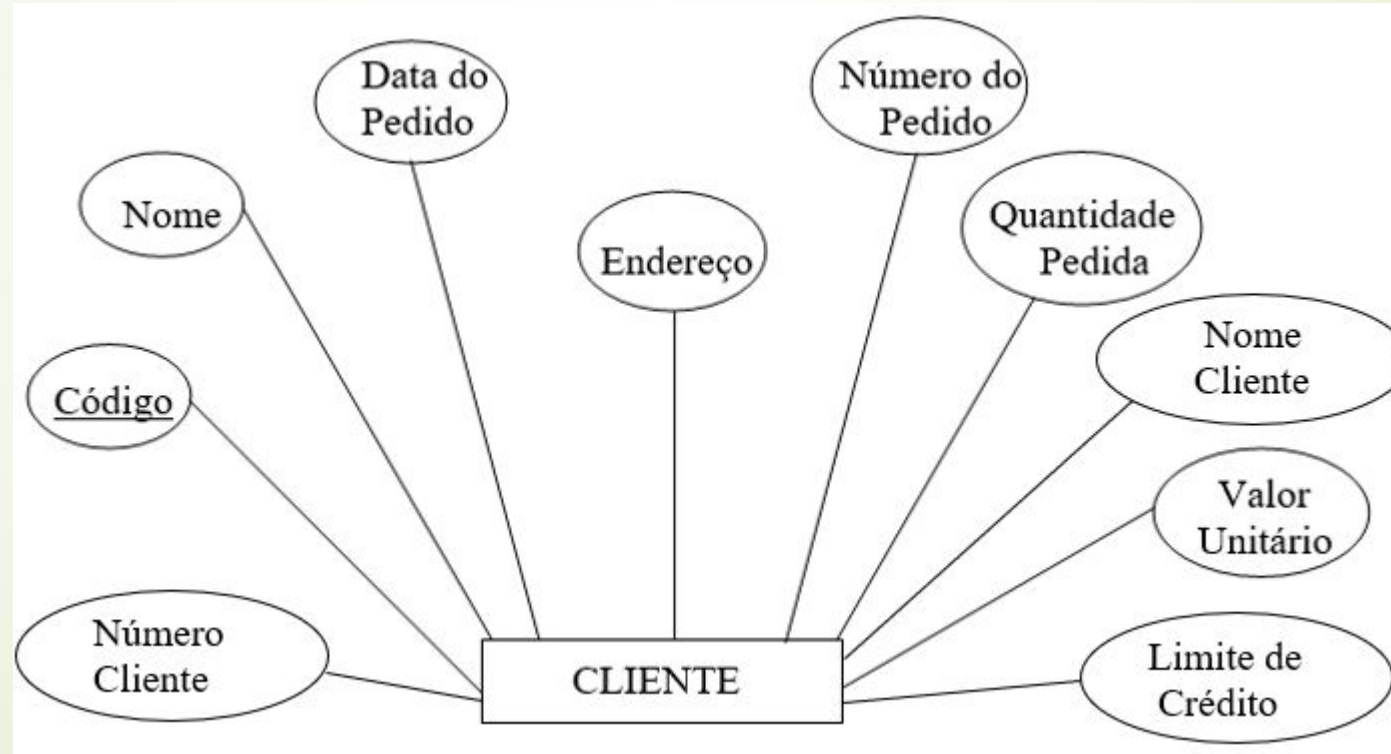 Data do
Pedido
Número do
Pedido
Nome
Endereço
Quantidade
Pedida
Nome
Cliente
Código
Valor
Unitário
Número
Cliente
CLIENTE
Limite de
Crédito